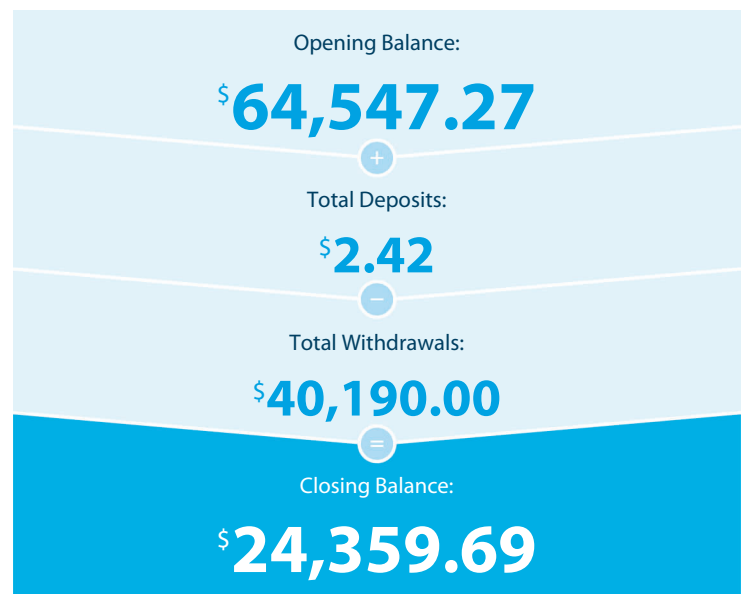 Opening Balance:
$64,547.27
+
Total Deposits:
$2.42
−
Total Withdrawals:
$40,190.00
=
Closing Balance:
$24,359.69